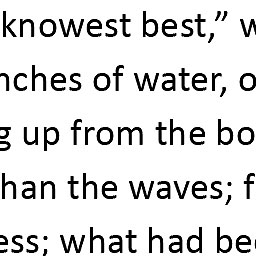 knowest best,” w
nches of water, o
g up from the bo
han the waves; f
ess; what had bee